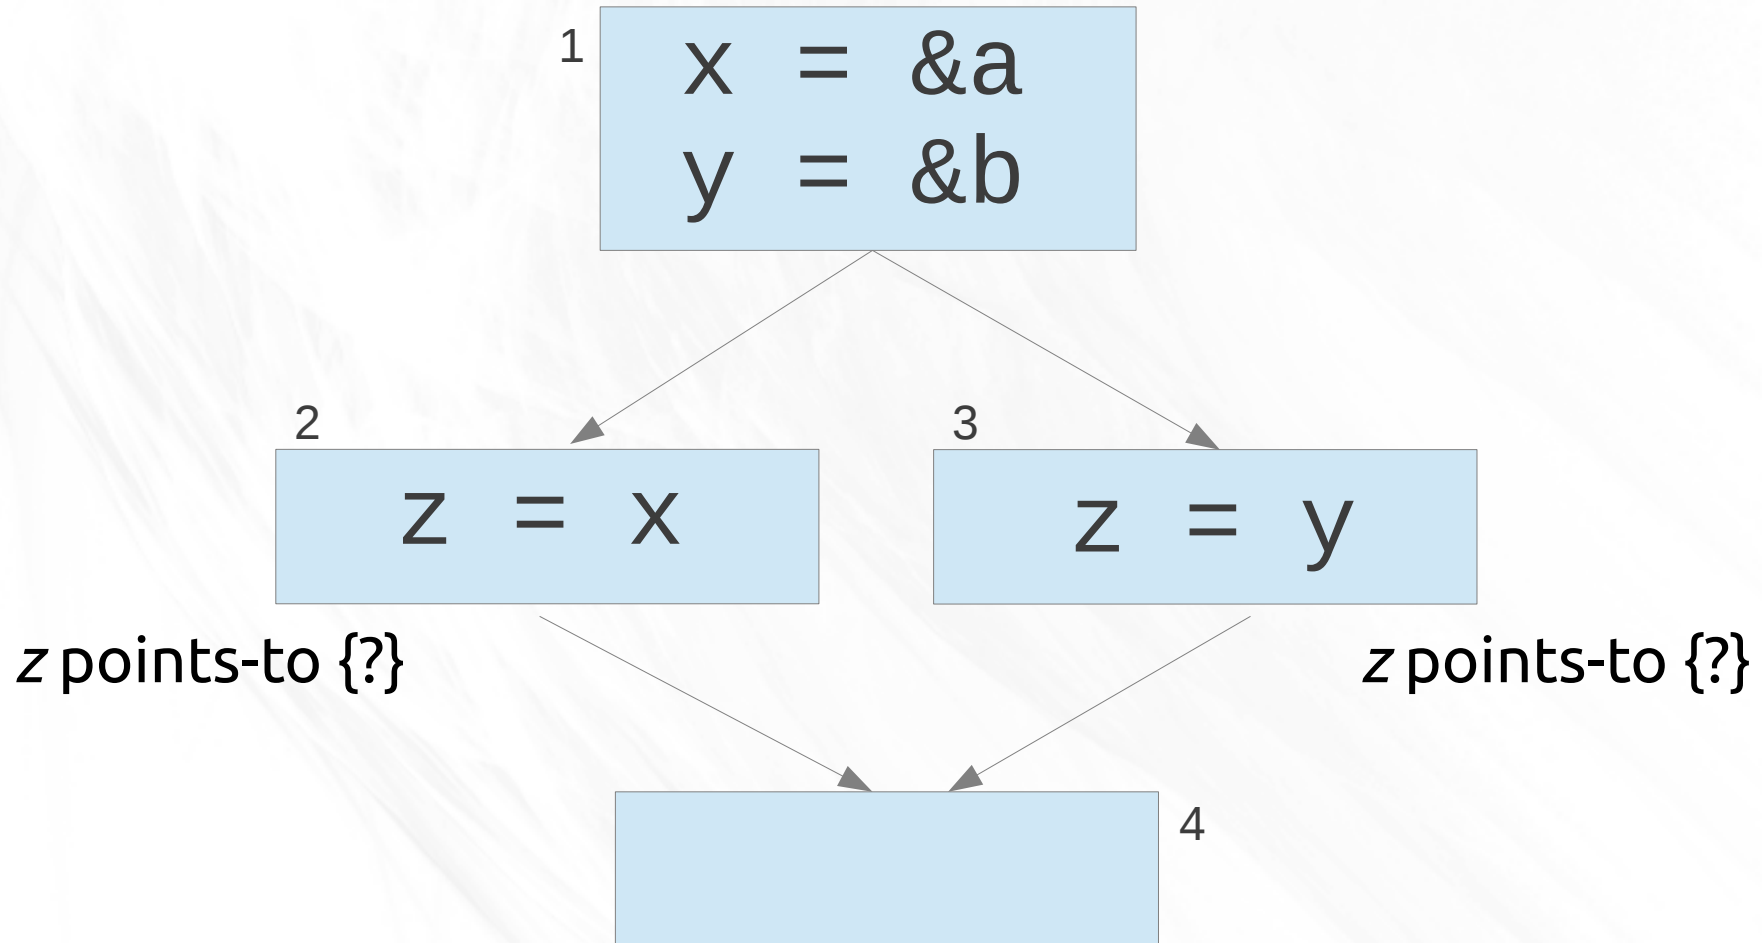 1
x = &a
y = &b
2
3
z = x
z = y
z points-to {?}
z points-to {?}
4